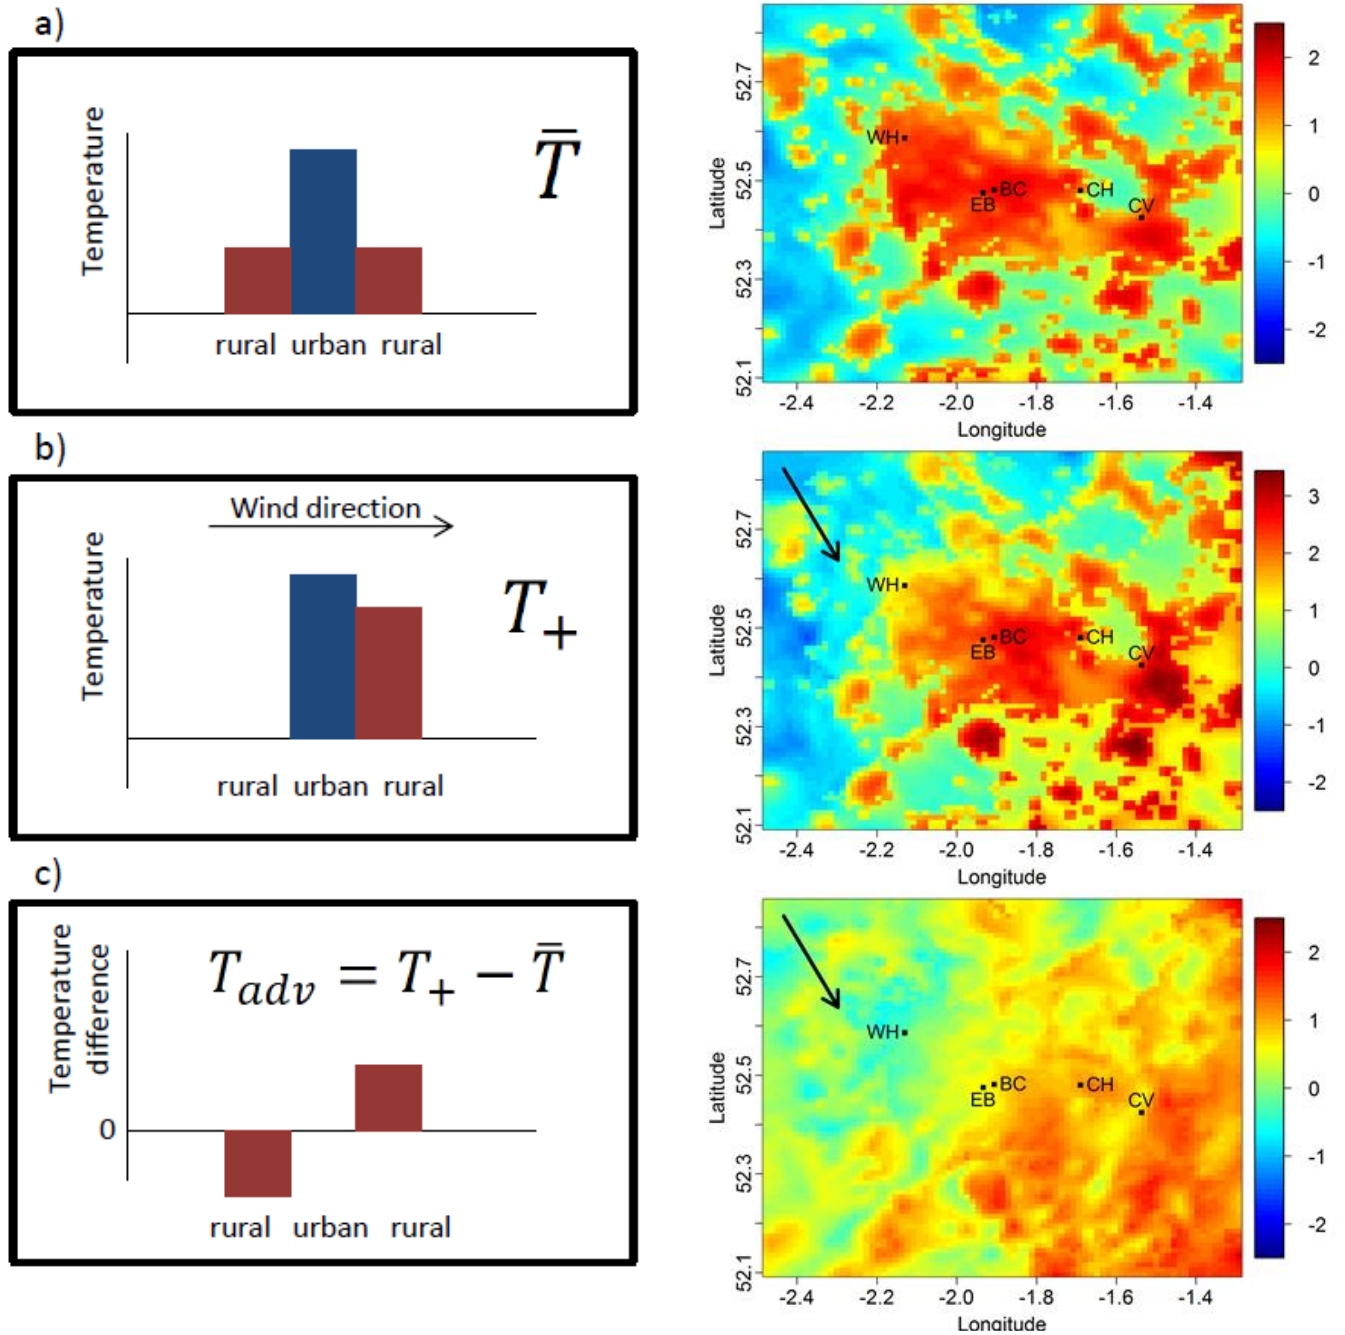 a)
Temperature
T̄
rural urban rural
Latitude
52.7
52.5
52.3
52.1
WH
BC
EB
CH
CV
-2.4 -2.2 -2.0 -1.8 -1.6 -1.4
Longitude
2
1
0
-1
-2
b)
Wind direction
Temperature
T₊
rural urban rural
Latitude
52.7
52.5
52.3
52.1
WH
BC
EB
CH
CV
-2.4 -2.2 -2.0 -1.8 -1.6 -1.4
Longitude
3
2
1
0
-1
-2
c)
Temperature
difference
T_adv = T₊ − T̄
0
rural urban rural
Latitude
52.7
52.5
52.3
52.1
WH
BC
EB
CH
CV
-2.4 -2.2 -2.0 -1.8 -1.6 -1.4
Longitude
2
1
0
-1
-2